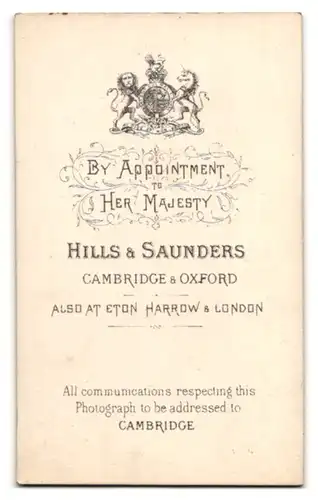 BY APPOINTMENT
TO
HER MAJESTY
HILLS & SAUNDERS
CAMBRIDGE & OXFORD
ALSO AT ETON HARROW & LONDON
All communications respecting this
Photograph to be addressed to
CAMBRIDGE